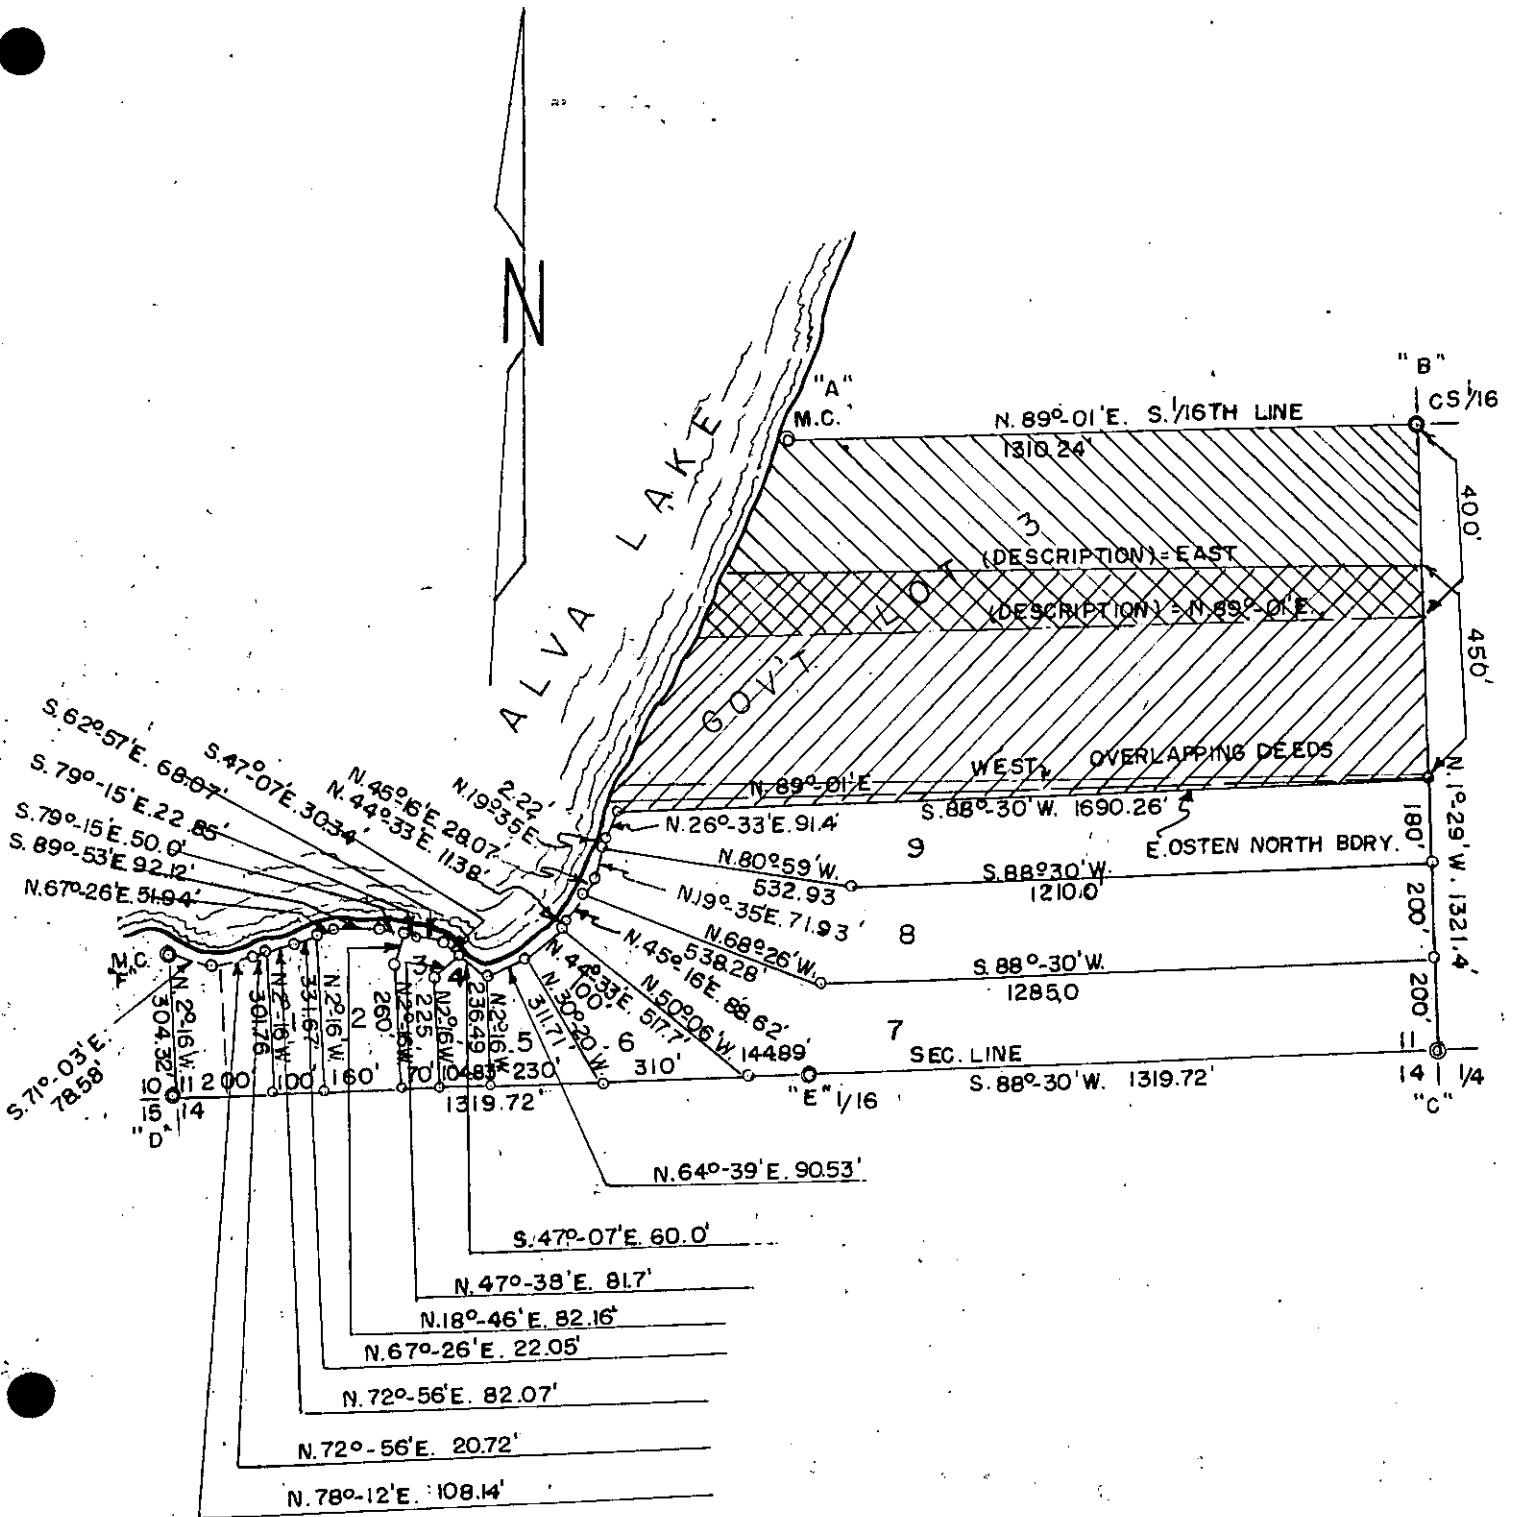 N
"B"
CS 1/16
"A"
M.C.
N. 89°-01'E. S. 1/16TH LINE
1310.24'
400'
3
(DESCRIPTION) = EAST
(DESCRIPTION) = N. 89°-01'E.
GOV'T LOT
450'
ALVA LAKE
WEST
OVERLAPPING DEEDS
N. 89°-01'E
S. 88°-30'W. 1690.26'
E. OSTEN NORTH BDRY.
N. 1°-29'W. 1321.4'
180'
200'
200'
S. 62°-57'E. 68.07'
S. 47°-07'E. 30.34'
S. 79°-15'E. 22.85'
S. 79°-15'E. 50.0'
S. 89°-53'E. 92.12'
N. 67°-26'E. 51.94'
N. 45°-16'E 28.07'
N. 44°-33'E. 11.38'
2.22'
N. 19°-35'E.
N. 26°-33'E. 91.4'
9
N. 80°-59'W.
532.93
S. 88°30'W.
1210.0'
N. 19°-35'E. 71.93'
8
N. 68°-26'W.
538.28'
S. 88°-30'W.
1285.0
N. 45°-16'E. 88.62'
N. 44°-33'E. 517.7'
100'
N. 50°-06'W.
7
144.89'
SEC. LINE
S. 88°-30'W. 1319.72'
11
14
1/4
"C"
"E" 1/16
M.C.
"F"
N. 2°-16'W.
304.32
S. 71°-03'E.
78.58'
10 11
15 14
"D"
200'
301.76
N. 2°-16'W.
1
100'
331.67
N. 2°-16'W.
2
160'
260'
N. 2°-16'W.
3
225'
70'
N. 2°-16'W.
4
236.49
N. 2°-16'W.
104.83'
5
230'
311.71'
N. 30°-20'W.
6
310'
1319.72'
N. 64°-39'E. 90.53'
S. 47°-07'E. 60.0'
N. 47°-38'E. 81.7'
N. 18°-46'E. 82.16'
N. 67°-26'E. 22.05'
N. 72°-56'E. 82.07'
N. 72°-56'E. 20.72'
N. 78°-12'E. 108.14'